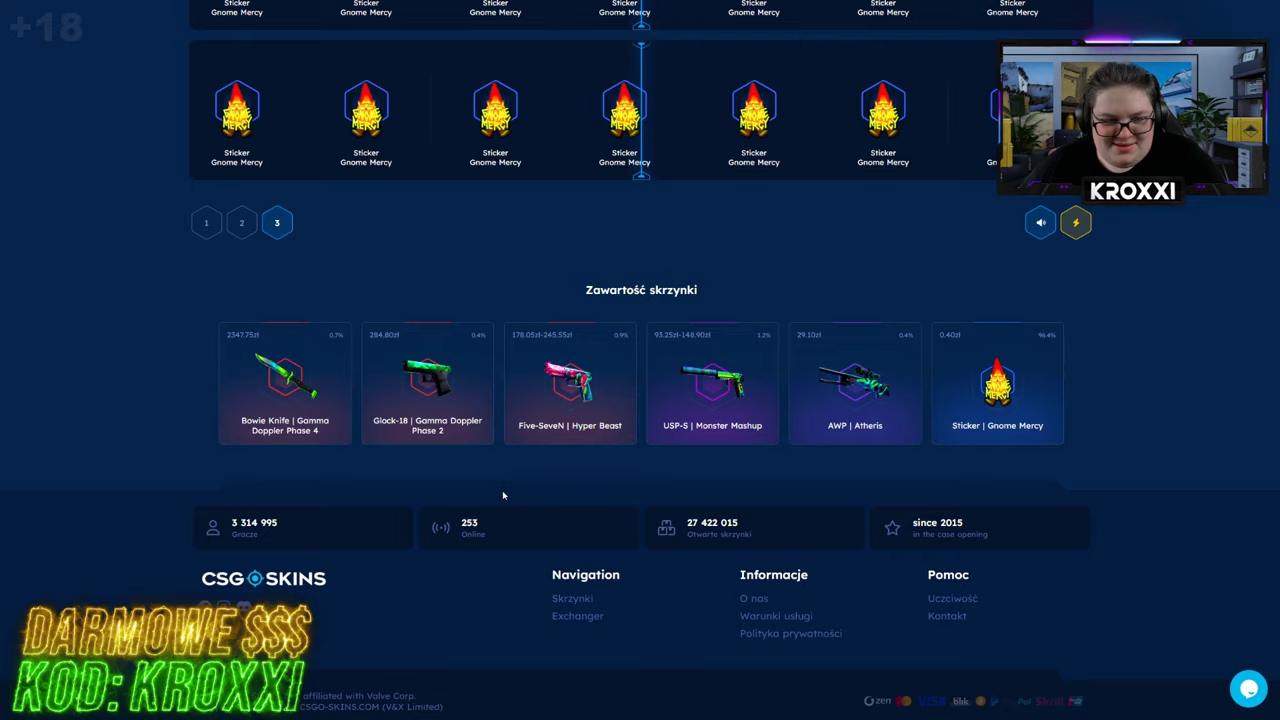 +18
Sticker Sticker Sticker Sticker Sticker Sticker Sticker
Gnome Mercy Gnome Mercy Gnome Mercy Gnome Mercy Gnome Mercy Gnome Mercy Gnome Mercy
Sticker Sticker Sticker Sticker Sticker Sticker
Gnome Mercy Gnome Mercy Gnome Mercy Gnome Mercy Gnome Mercy Gnome Mercy
KROXXI
1 2 3
Zawartość skrzynki
2347.75zł 0.7%
Bowie Knife | Gamma
Doppler Phase 4
284.80zł 0.4%
Glock-18 | Gamma Doppler
Phase 2
178.05zł-245.55zł 0.9%
Five-SeveN | Hyper Beast
93.25zł-148.90zł 1.2%
USP-S | Monster Mashup
29.10zł 0.4%
AWP | Atheris
0.40zł 96.4%
Sticker | Gnome Mercy
3 314 995
Gracze
253
Online
27 422 015
Otwarte skrzynki
since 2015
in the case opening
CSGO SKINS
Navigation
Skrzynki
Exchanger
Informacje
O nas
Warunki usługi
Polityka prywatności
Pomoc
Uczciwość
Kontakt
DARMOWE $$$
KOD: KROXXI
affiliated with Valve Corp.
CSGO-SKINS.COM (V&X Limited)
zen VISA blik PayPal Skrill